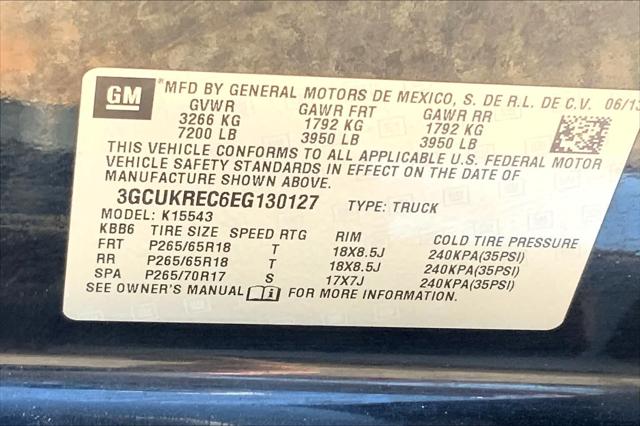 GM ® MFD BY GENERAL MOTORS DE MEXICO, S. DE R.L. DE C.V. 06/13
GVWR GAWR FRT GAWR RR
3266 KG 1792 KG 1792 KG
7200 LB 3950 LB 3950 LB
THIS VEHICLE CONFORMS TO ALL APPLICABLE U.S. FEDERAL MOTOR
VEHICLE SAFETY STANDARDS IN EFFECT ON THE DATE OF
MANUFACTURE SHOWN ABOVE.
3GCUKREC6EG130127 TYPE: TRUCK
MODEL: K15543
KBB6 TIRE SIZE SPEED RTG RIM COLD TIRE PRESSURE
FRT P265/65R18 T 18X8.5J 240KPA(35PSI)
RR P265/65R18 T 18X8.5J 240KPA(35PSI)
SPA P265/70R17 S 17X7J 240KPA(35PSI)
SEE OWNER'S MANUAL FOR MORE INFORMATION.